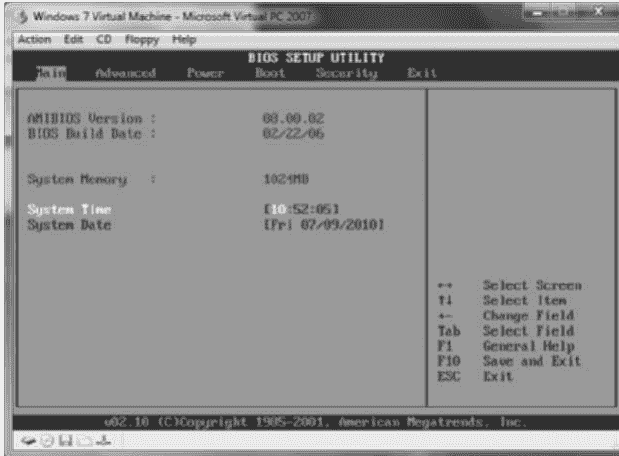 Windows 7 Virtual Machine - Microsoft Virtual PC 2007
Action Edit CD Floppy Help
BIOS SETUP UTILITY
Main Advanced Power Boot Security Exit
AMIBIOS Version : 08.00.02
BIOS Build Date : 02/22/06
System Memory : 1024MB
System Time [10:52:05]
System Date [Fri 07/09/2010]
←→ Select Screen
↑↓ Select Item
+- Change Field
Tab Select Field
F1 General Help
F10 Save and Exit
ESC Exit
v02.10 (C)Copyright 1985-2001, American Megatrends, Inc.